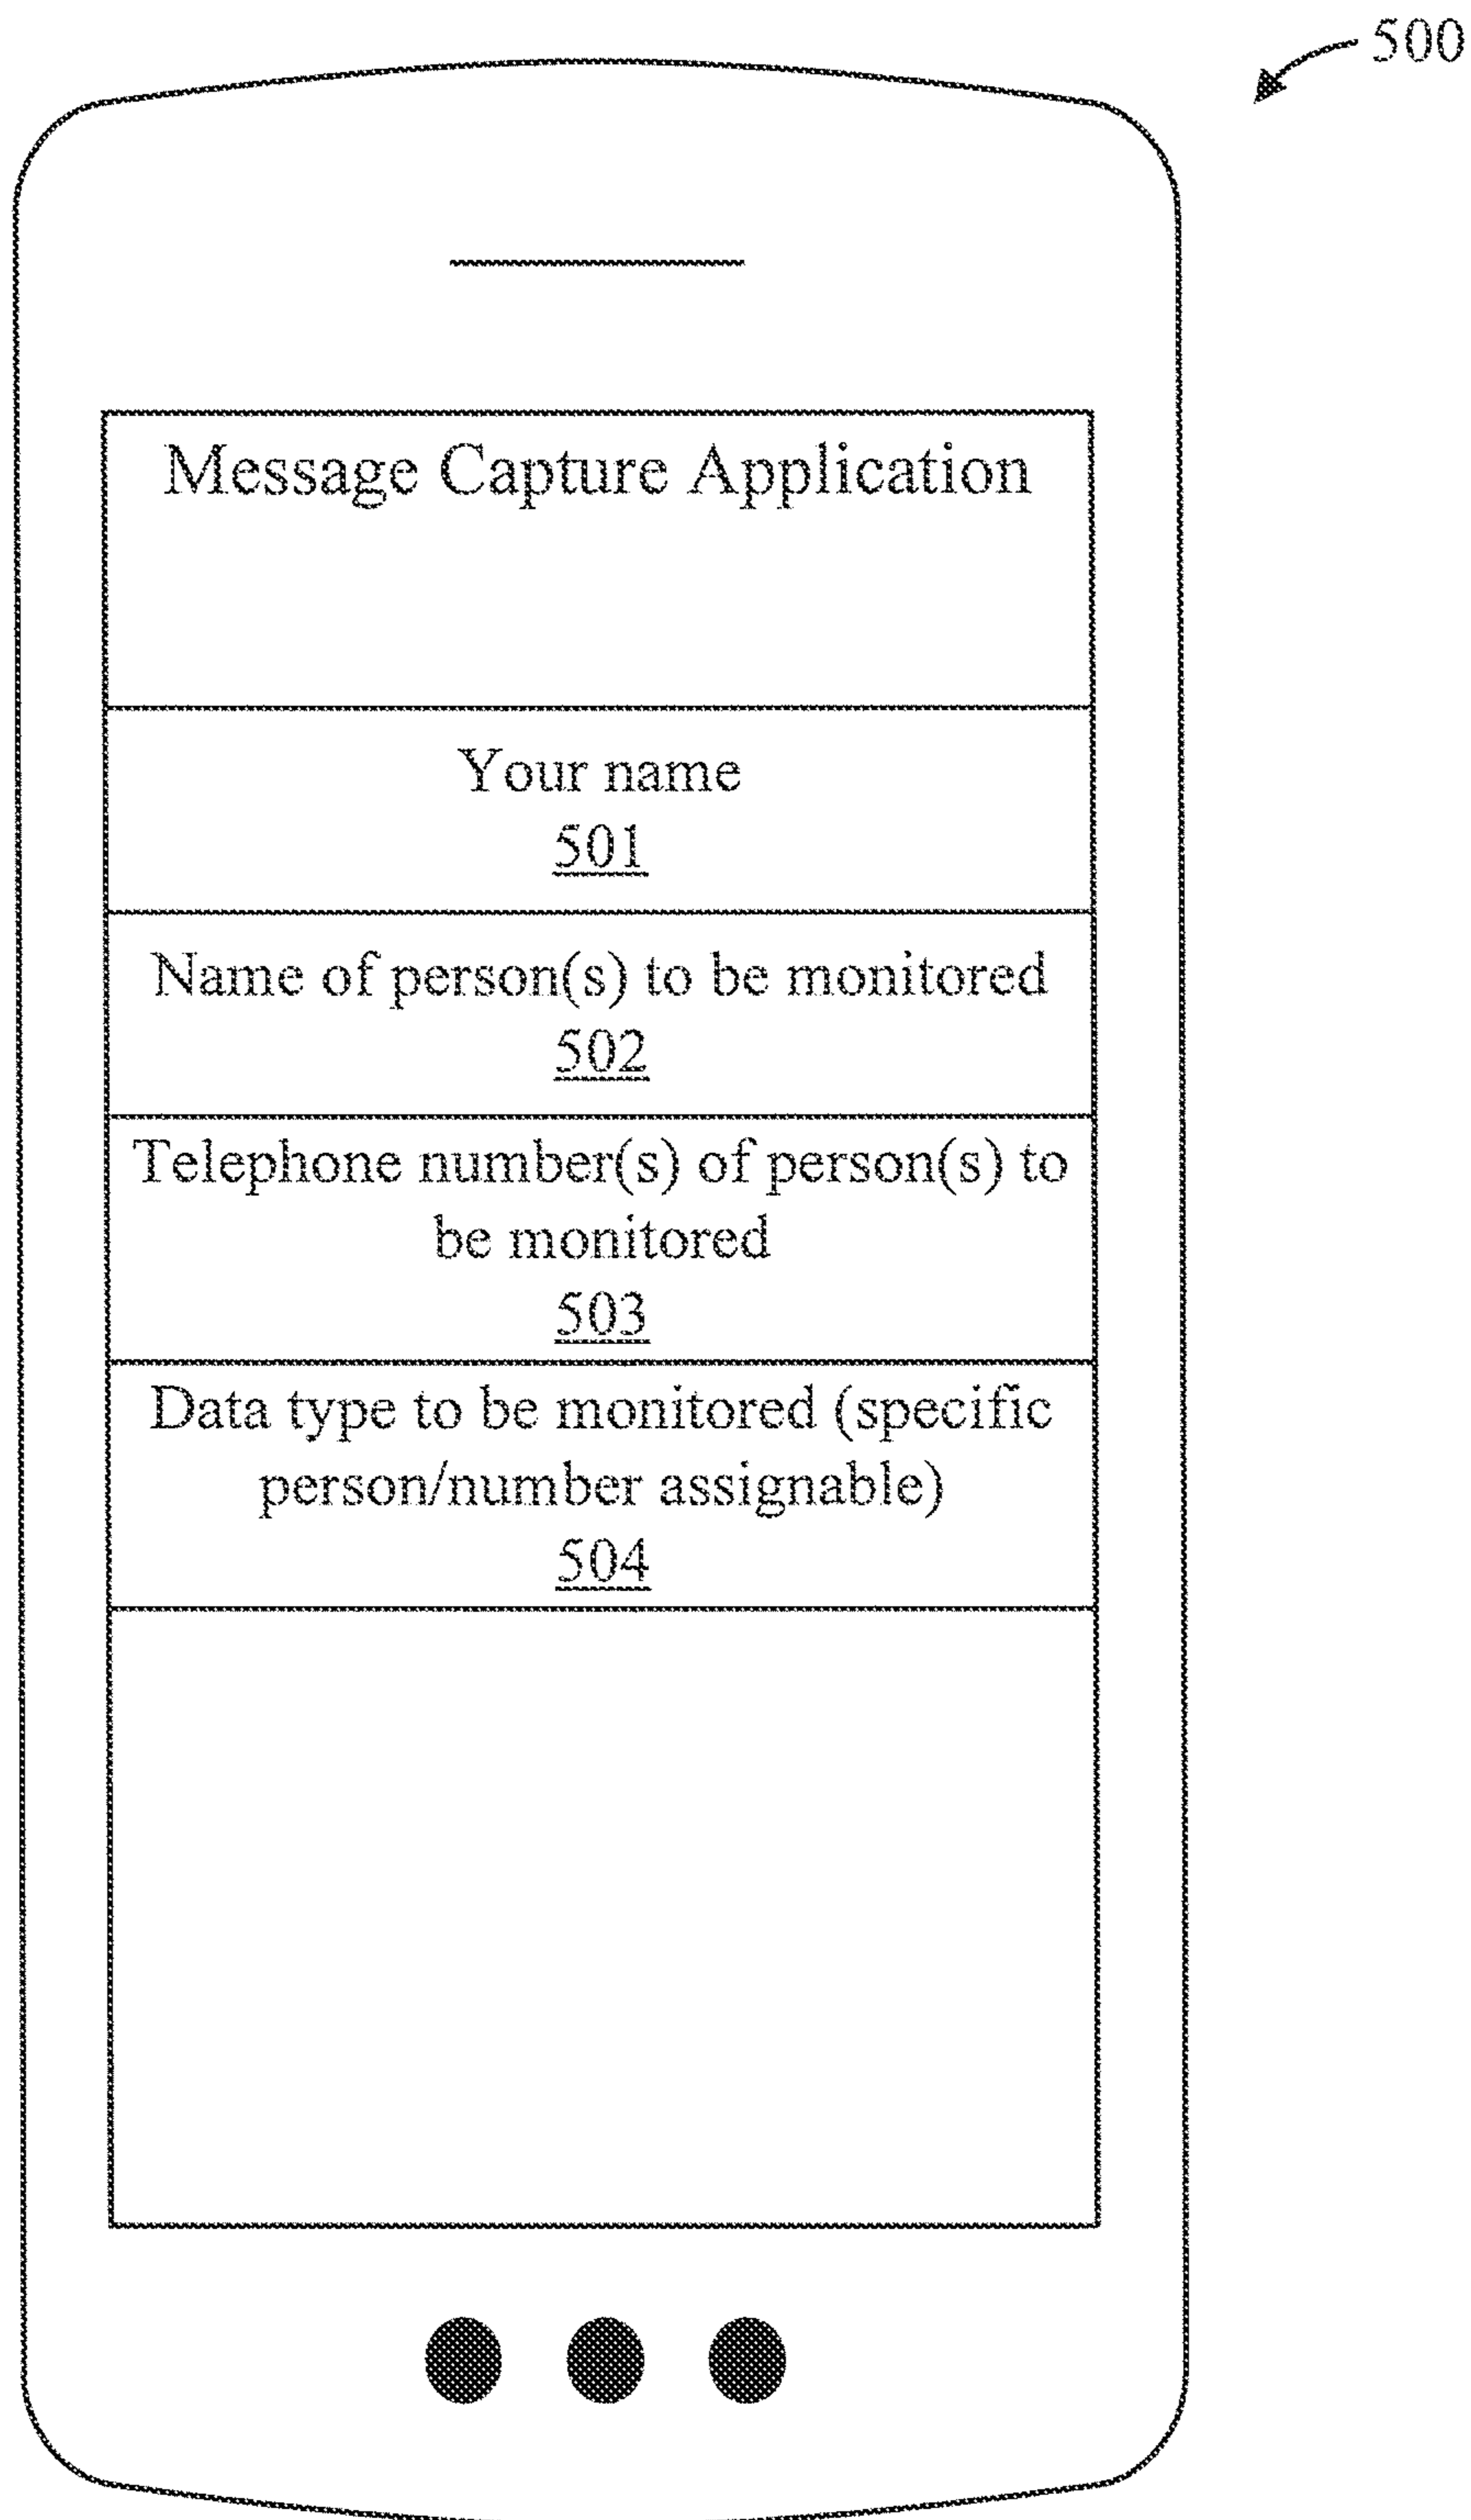 500
Message Capture Application
Your name
501
Name of person(s) to be monitored
502
Telephone number(s) of person(s) to
be monitored
503
Data type to be monitored (specific
person/number assignable)
504